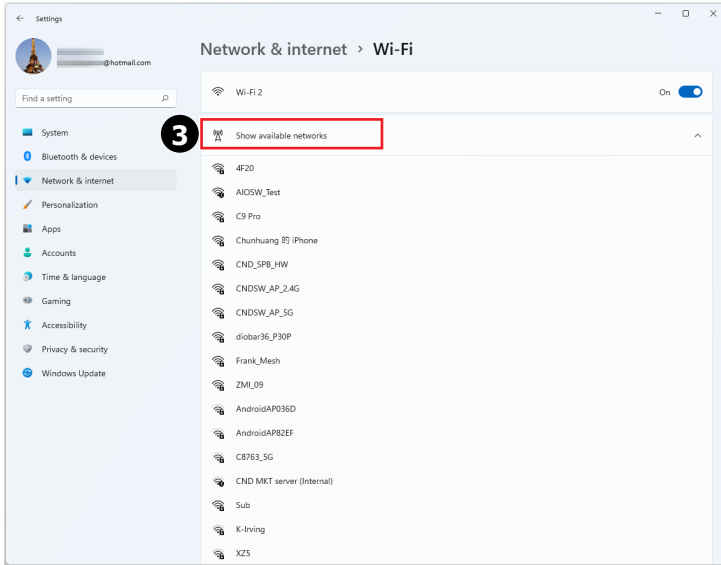 Settings
@hotmail.com
Find a setting
System
Bluetooth & devices
Network & internet
Personalization
Apps
Accounts
Time & language
Gaming
Accessibility
Privacy & security
Windows Update
Network & internet > Wi-Fi
Wi-Fi 2
On
3
Show available networks
4F20
AIOSW_Test
C9 Pro
Chunhuang 的 iPhone
CND_SPB_HW
CNDSW_AP_2.4G
CNDSW_AP_5G
diobar36_P30P
Frank_Mesh
ZMI_09
AndroidAP036D
AndroidAP82EF
C8763_5G
CND MKT server (Internal)
Sub
K-Irving
XZ5